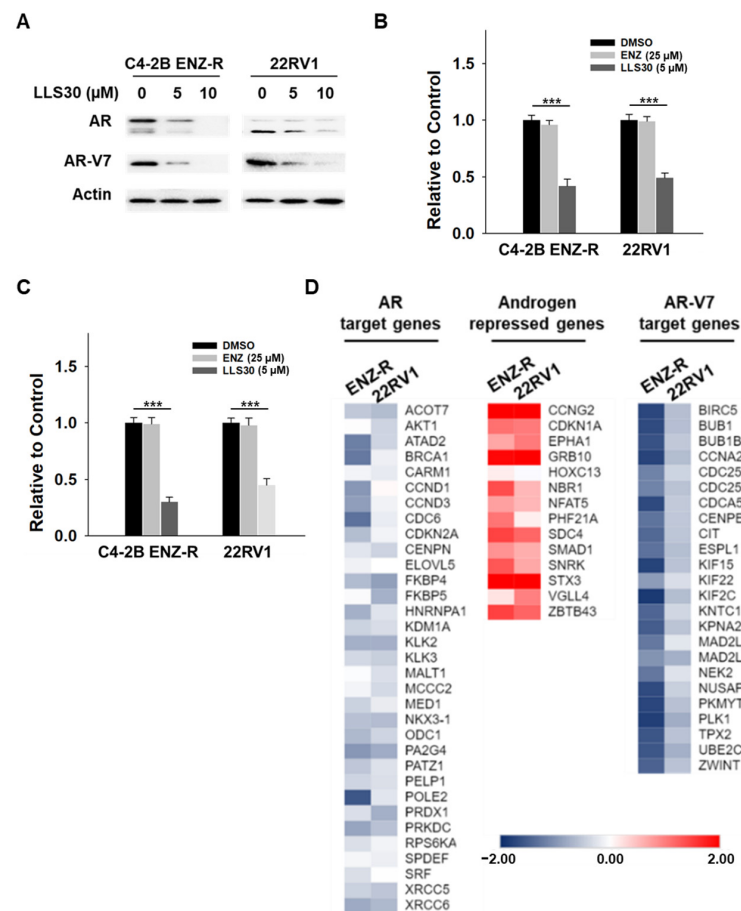 A
C4-2B ENZ-R 22RV1
LLS30 (μM) 0 5 10 0 5 10
AR
AR-V7
Actin
B
DMSO
ENZ (25 μM)
LLS30 (5 μM)
Relative to Control
1.5
1.0
0.5
0.0
***
***
C4-2B ENZ-R 22RV1
C
DMSO
ENZ (25 μM)
LLS30 (5 μM)
Relative to Control
1.5
1.0
0.5
0.0
***
***
C4-2B ENZ-R 22RV1
D
AR
target genes
ENZ-R
22RV1
ACOT7
AKT1
ATAD2
BRCA1
CARM1
CCND1
CCND3
CDC6
CDKN2A
CENPN
ELOVL5
FKBP4
FKBP5
HNRNPA1
KDM1A
KLK2
KLK3
MALT1
MCCC2
MED1
NKX3-1
ODC1
PA2G4
PATZ1
PELP1
POLE2
PRDX1
PRKDC
RPS6KA
SPDEF
SRF
XRCC5
XRCC6
Androgen
repressed genes
ENZ-R
22RV1
CCNG2
CDKN1A
EPHA1
GRB10
HOXC13
NBR1
NFAT5
PHF21A
SDC4
SMAD1
SNRK
STX3
VGLL4
ZBTB43
AR-V7
target genes
ENZ-R
22RV1
BIRC5
BUB1
BUB1B
CCNA2
CDC25
CDC25
CDCA5
CENPE
CIT
ESPL1
KIF15
KIF22
KIF2C
KNTC1
KPNA2
MAD2L
MAD2L
NEK2
NUSAP
PKMYT
PLK1
TPX2
UBE2C
ZWINT
−2.00 0.00 2.00